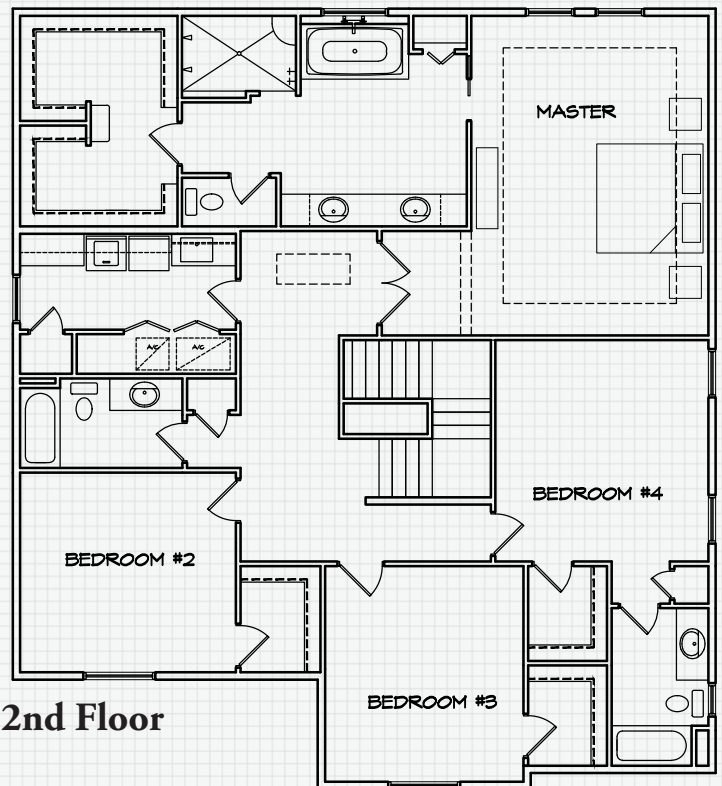 MASTER
A/C A/C
BEDROOM #4
BEDROOM #2
BEDROOM #3
2nd Floor